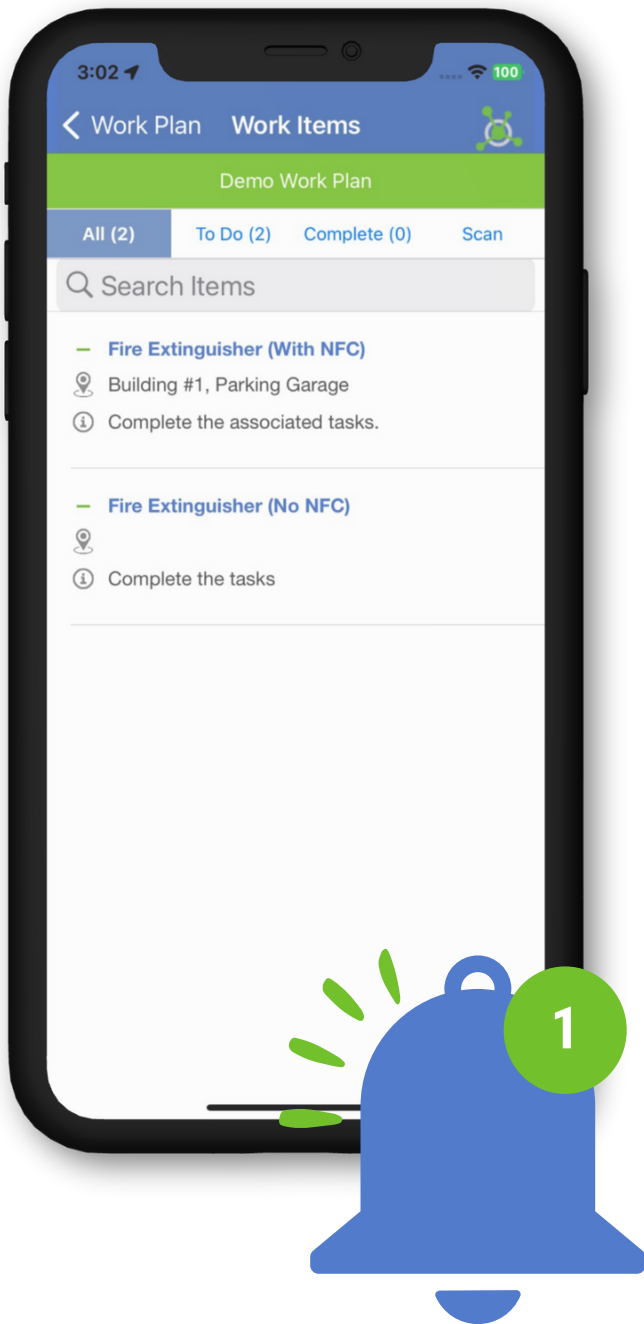 3:02
100
Work Plan Work Items
Demo Work Plan
All (2) To Do (2) Complete (0) Scan
Search Items
Fire Extinguisher (With NFC)
Building #1, Parking Garage
Complete the associated tasks.
Fire Extinguisher (No NFC)
Complete the tasks
1